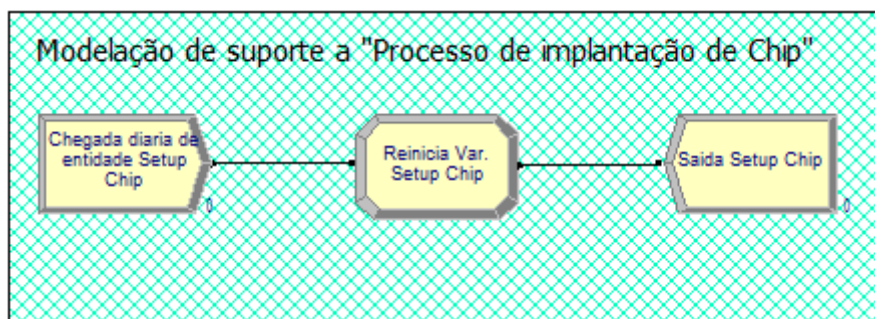 Modelação de suporte a "Processo de implantação de Chip"
Chegada diaria de
entidade Setup
Chip
0
Reinicia Var.
Setup Chip
Saida Setup Chip
0